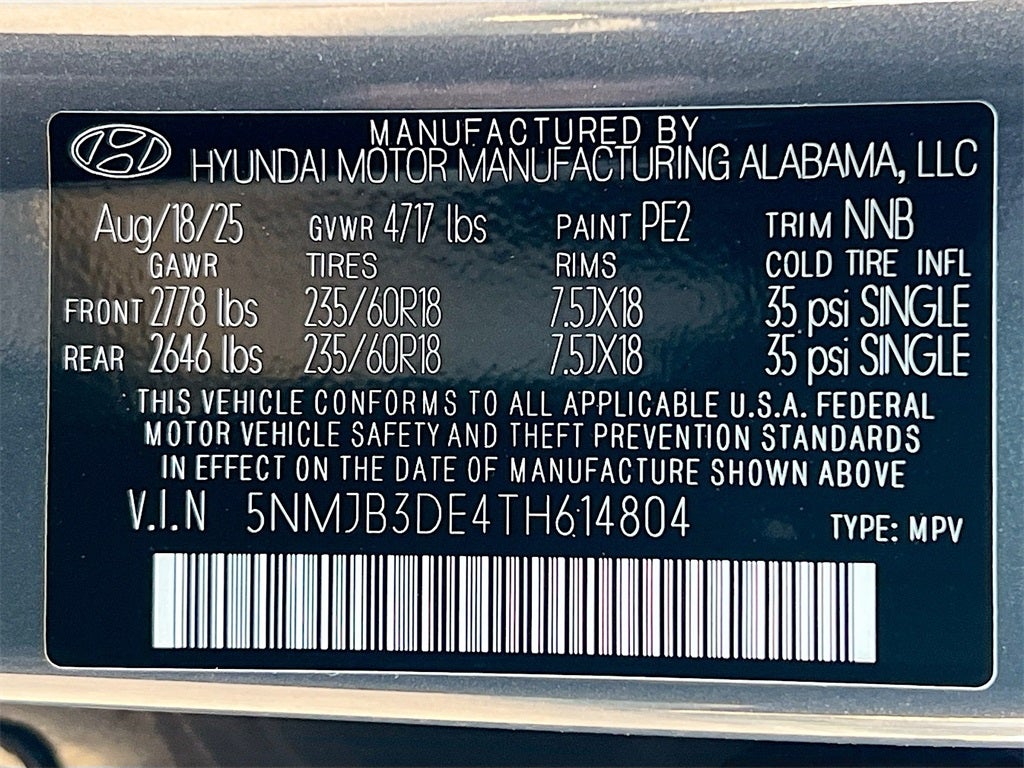 MANUFACTURED BY
HYUNDAI MOTOR MANUFACTURING ALABAMA, LLC
Aug/18/25 GVWR 4717 lbs PAINT PE2 TRIM NNB
GAWR TIRES RIMS COLD TIRE INFL
FRONT 2778 lbs 235/60R18 7.5JX18 35 psi SINGLE
REAR 2646 lbs 235/60R18 7.5JX18 35 psi SINGLE
THIS VEHICLE CONFORMS TO ALL APPLICABLE U.S.A. FEDERAL
MOTOR VEHICLE SAFETY AND THEFT PREVENTION STANDARDS
IN EFFECT ON THE DATE OF MANUFACTURE SHOWN ABOVE
V.I.N 5NMJB3DE4TH614804 TYPE: MPV